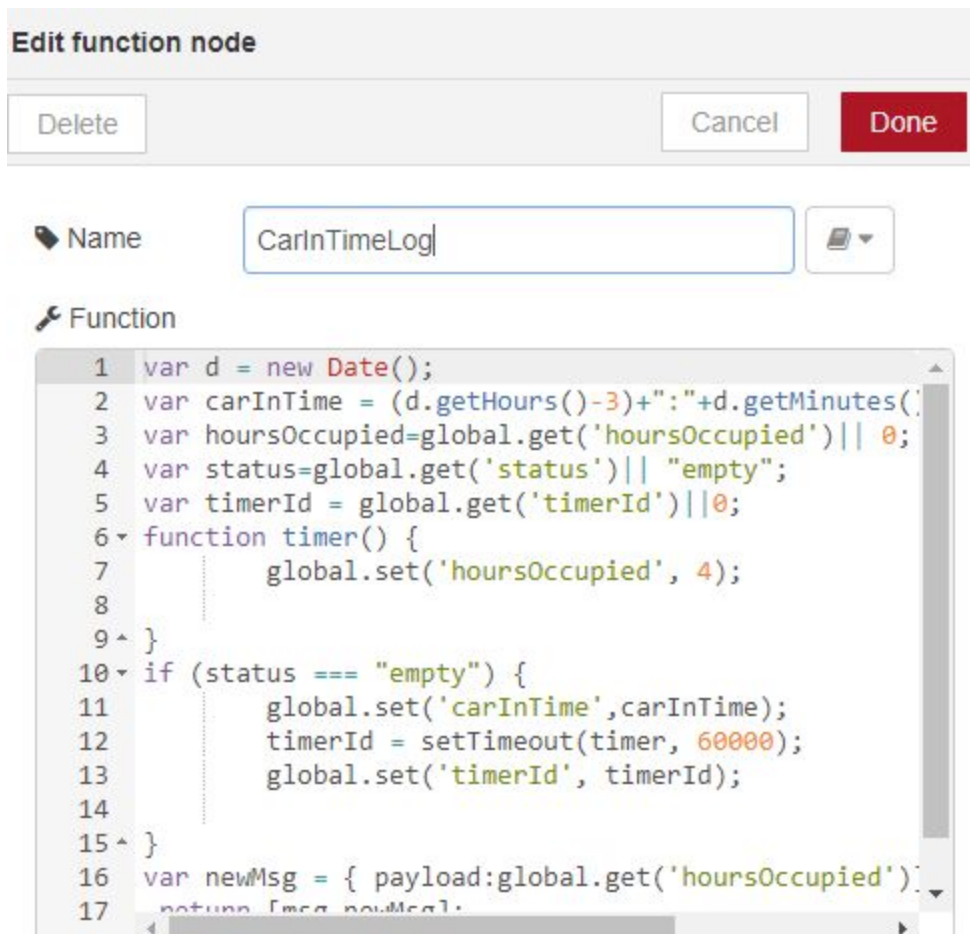 Edit function node
Delete Cancel Done
Name CarInTimeLog
Function
1 var d = new Date();
2 var carInTime = (d.getHours()-3)+":"+d.getMinutes()
3 var hoursOccupied=global.get('hoursOccupied')|| 0;
4 var status=global.get('status')|| "empty";
5 var timerId = global.get('timerId')||0;
6 function timer() {
7 global.set('hoursOccupied', 4);
8
9 }
10 if (status === "empty") {
11 global.set('carInTime',carInTime);
12 timerId = setTimeout(timer, 60000);
13 global.set('timerId', timerId);
14
15 }
16 var newMsg = { payload:global.get('hoursOccupied')
17 return [msg newMsg];